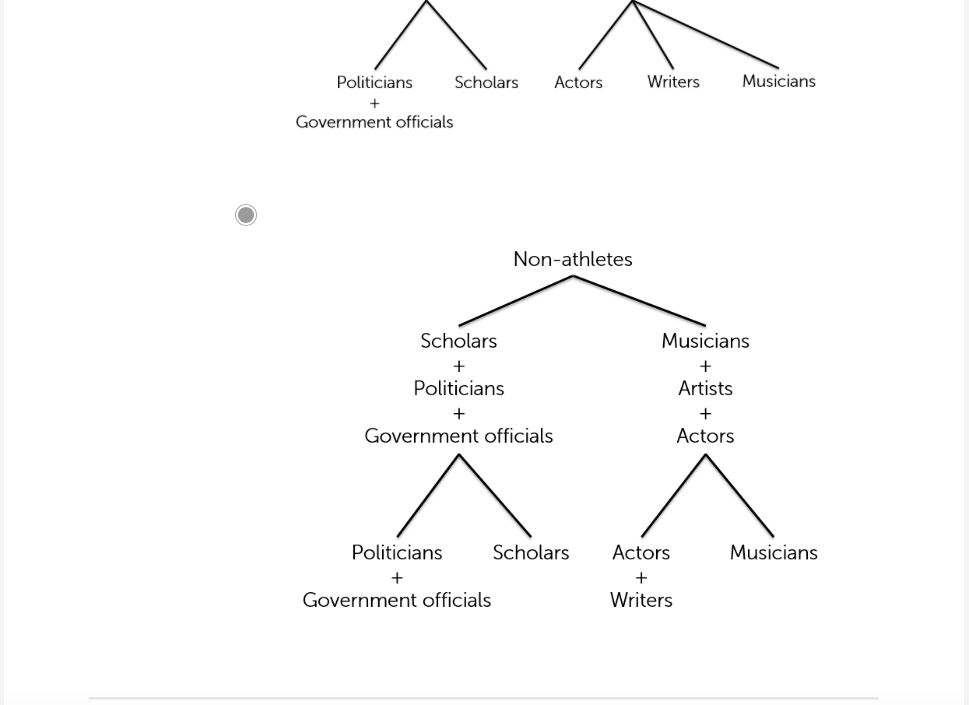 Politicians Scholars Actors Writers Musicians
+
Government officials
Non-athletes
Scholars Musicians
+ +
Politicians Artists
+ +
Government officials Actors
Politicians Scholars Actors Musicians
+ +
Government officials Writers